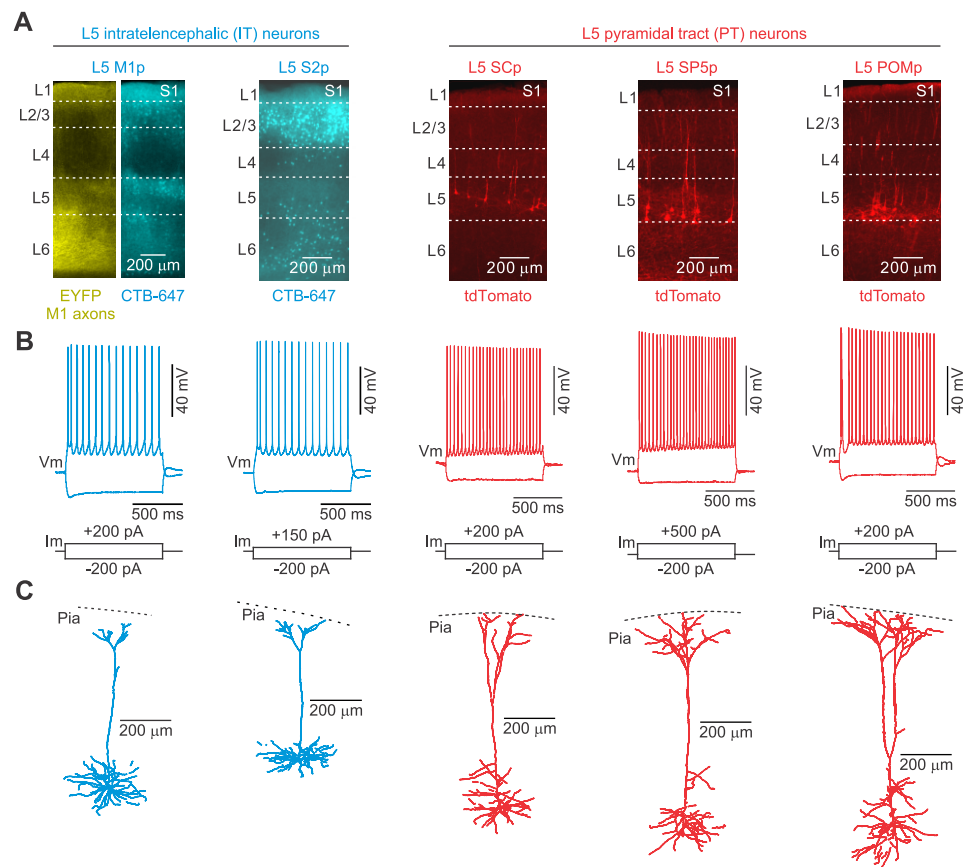 A
L5 intratelencephalic (IT) neurons
L5 pyramidal tract (PT) neurons
L5 M1p
L5 S2p
L5 SCp
L5 SP5p
L5 POMp
L1
L2/3
L4
L5
L6
S1
200 μm
EYFP
M1 axons
CTB-647
L1
L2/3
L4
L5
L6
S1
200 μm
CTB-647
L1
L2/3
L4
L5
L6
S1
200 μm
tdTomato
L1
L2/3
L4
L5
L6
S1
200 μm
tdTomato
L1
L2/3
L4
L5
L6
S1
200 μm
tdTomato
B
40 mV
40 mV
40 mV
40 mV
40 mV
Vm
Vm
Vm
Vm
Vm
500 ms
500 ms
500 ms
500 ms
500 ms
Im
+200 pA
-200 pA
Im
+150 pA
-200 pA
Im
+200 pA
-200 pA
Im
+500 pA
-200 pA
Im
+200 pA
-200 pA
C
Pia
Pia
Pia
Pia
Pia
200 μm
200 μm
200 μm
200 μm
200 μm